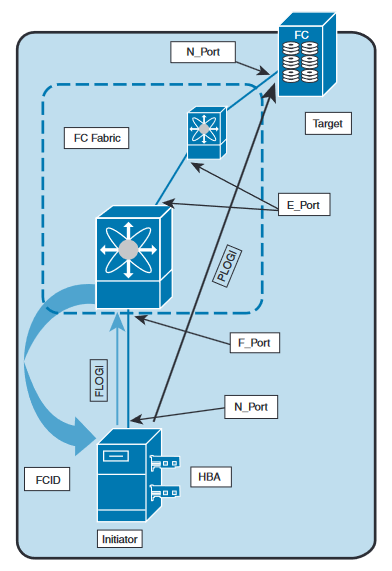 FC
N_Port
Target
FC Fabric
E_Port
PLOGI
F_Port
FLOGI
N_Port
FCID
HBA
Initiator